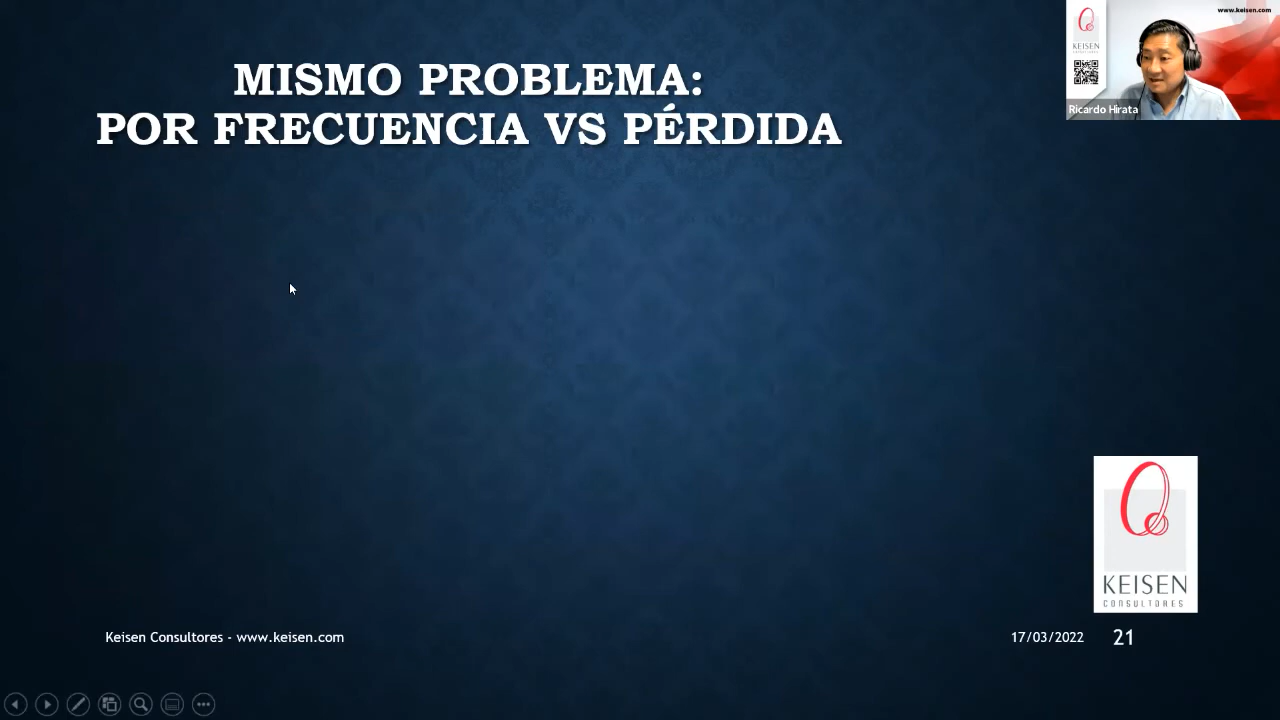 www.keisen.com
KEISEN
Ricardo Hirata
MISMO PROBLEMA:
POR FRECUENCIA VS PÉRDIDA
KEISEN
CONSULTORES
Keisen Consultores - www.keisen.com
17/03/2022
21